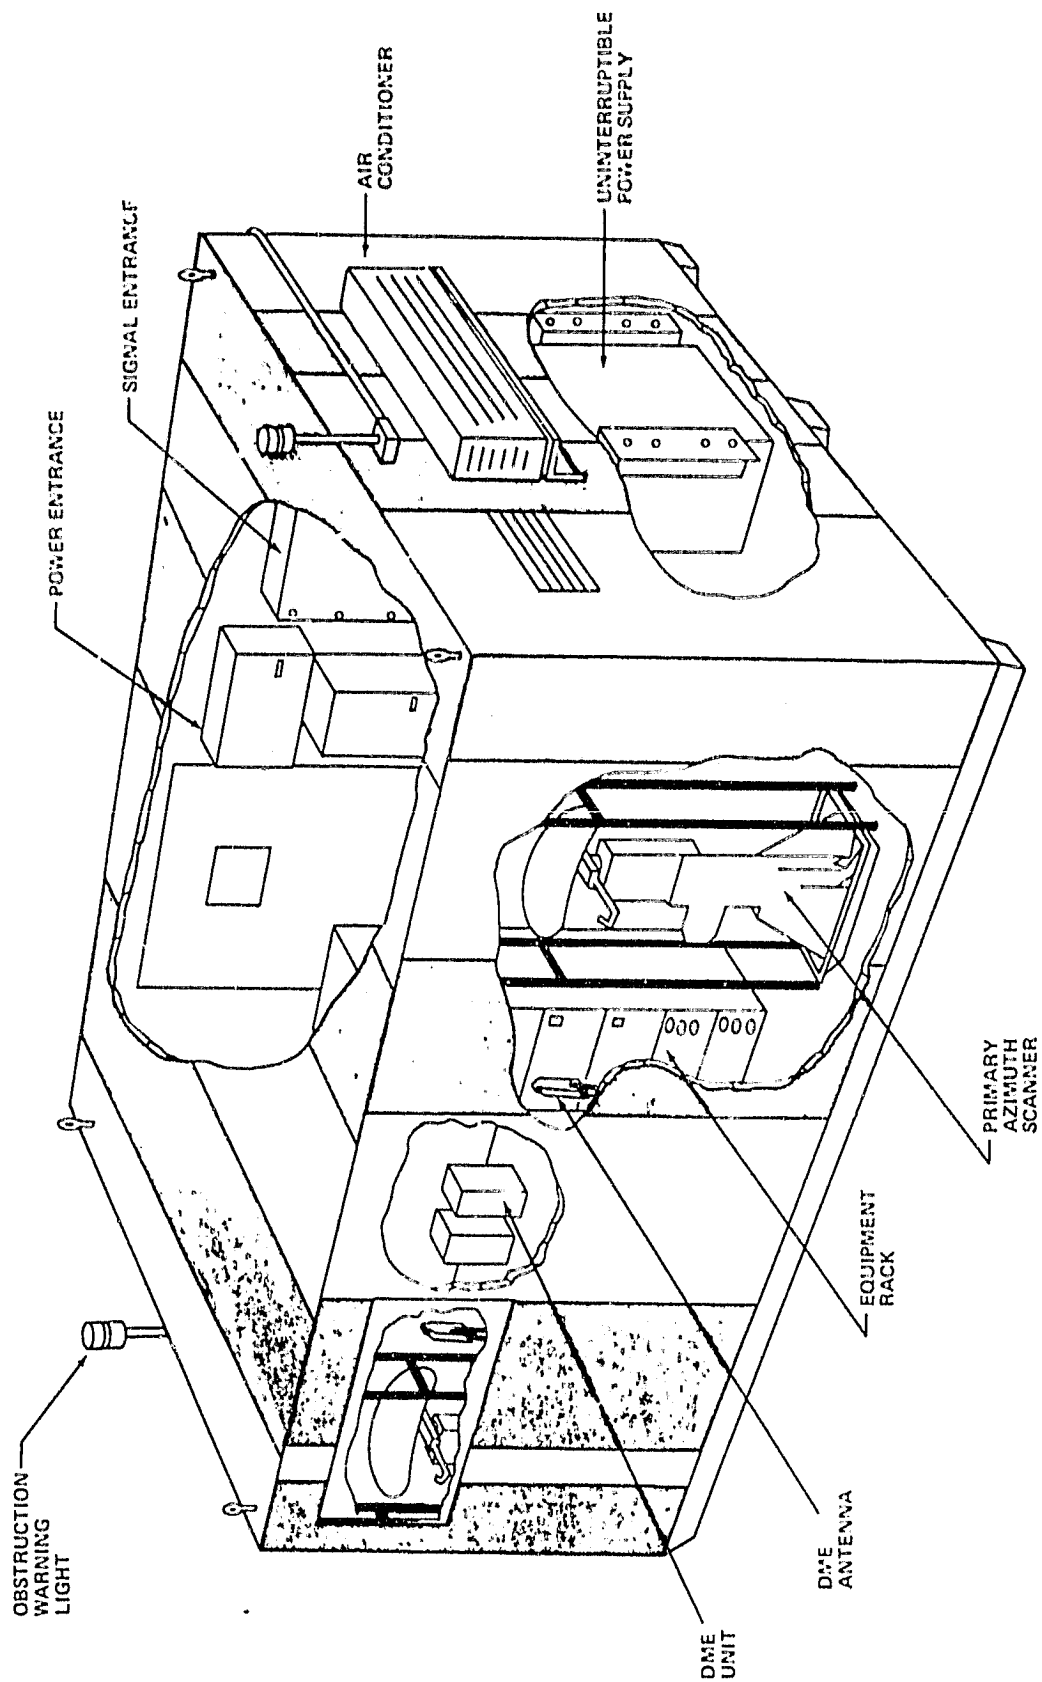 OBSTRUCTION
WARNING
LIGHT
POWER ENTRANCE
SIGNAL ENTRANCE
AIR
CONDITIONER
UNINTERRUPTIBLE
POWER SUPPLY
DME
UNIT
DME
ANTENNA
EQUIPMENT
RACK
PRIMARY
AZIMUTH
SCANNER